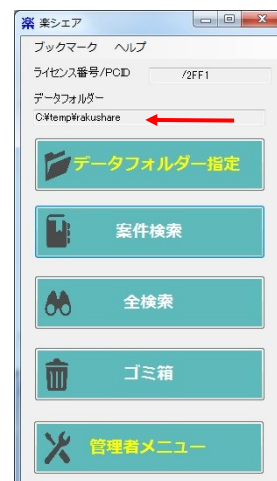 楽 楽シェア
ブックマーク ヘルプ
ライセンス番号/PCID /2FF1
データフォルダー
C:¥temp¥rakushare
データフォルダー指定
案件検索
全検索
ゴミ箱
管理者メニュー